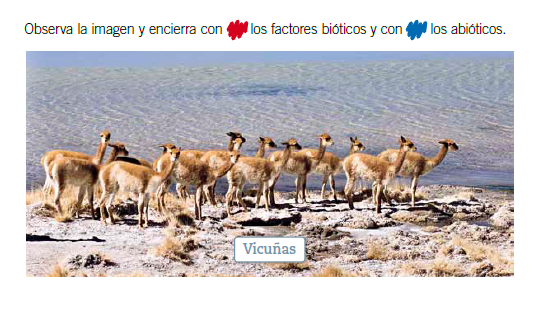 Observa la imagen y encierra con los factores bióticos y con los abióticos.
Vicuñas